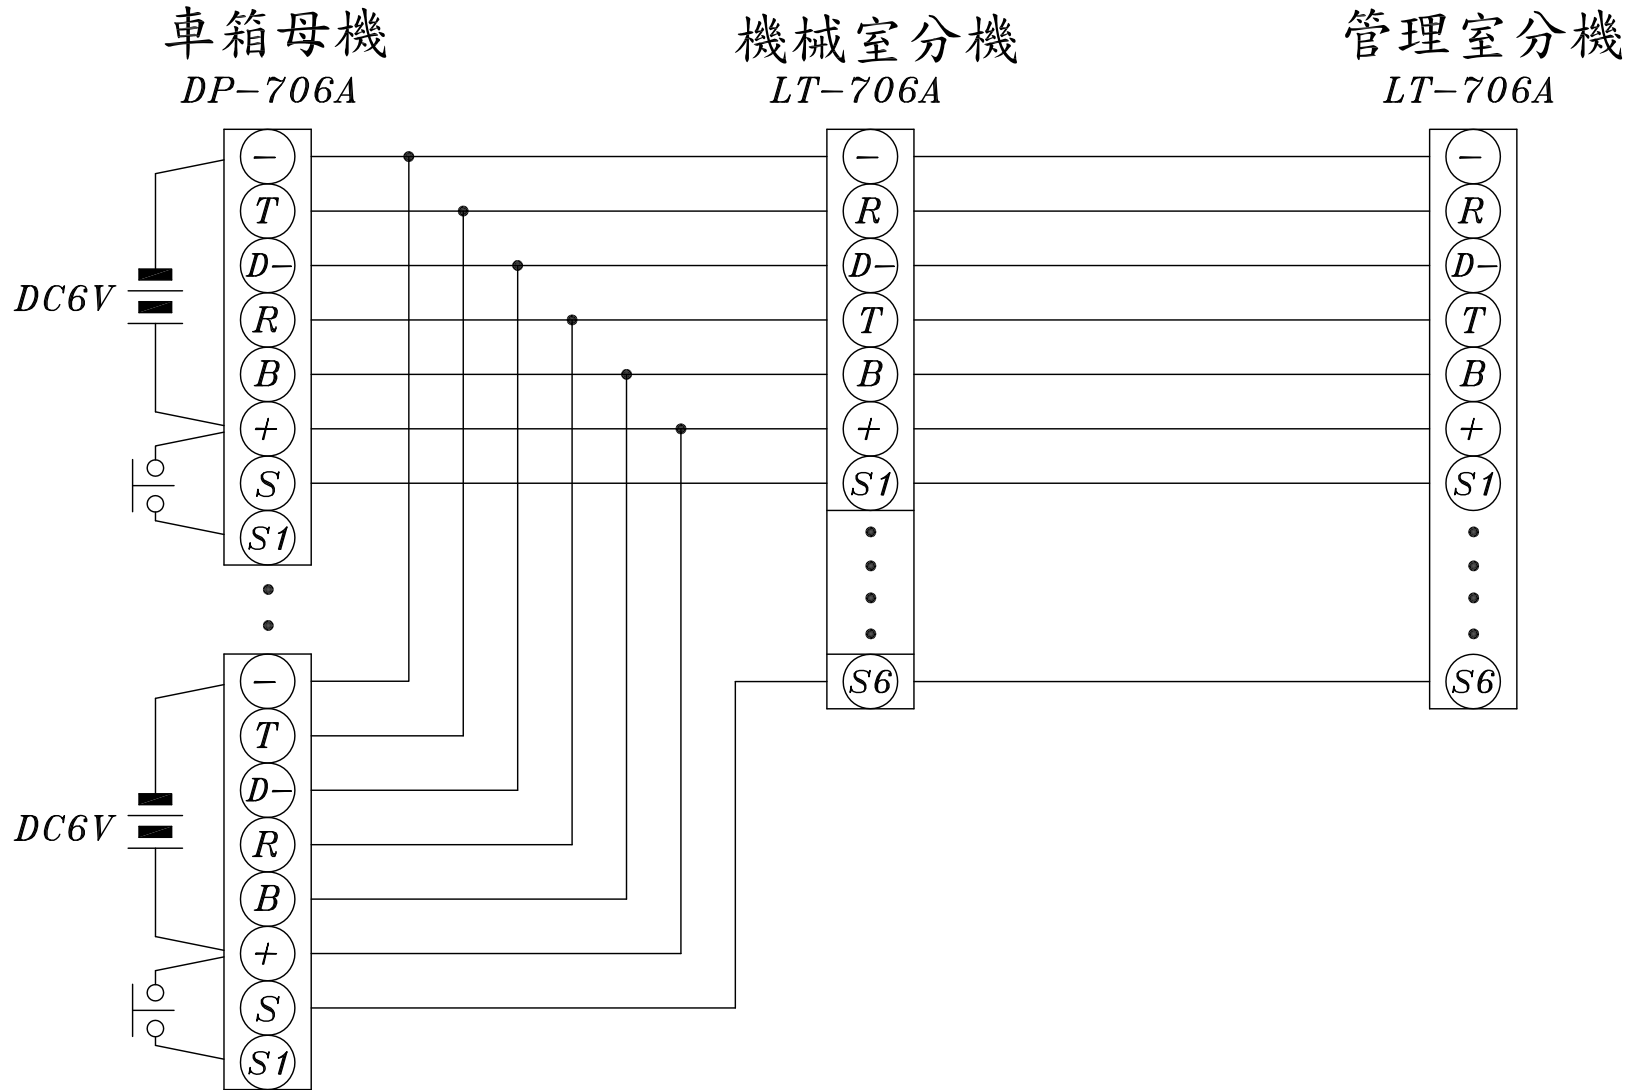 車箱母機
DP-706A
機械室分機
LT-706A
管理室分機
LT-706A
DC6V
-
T
D-
R
B
+
S
S1
-
R
D-
T
B
+
S1
S6
-
R
D-
T
B
+
S1
S6
DC6V
-
T
D-
R
B
+
S
S1